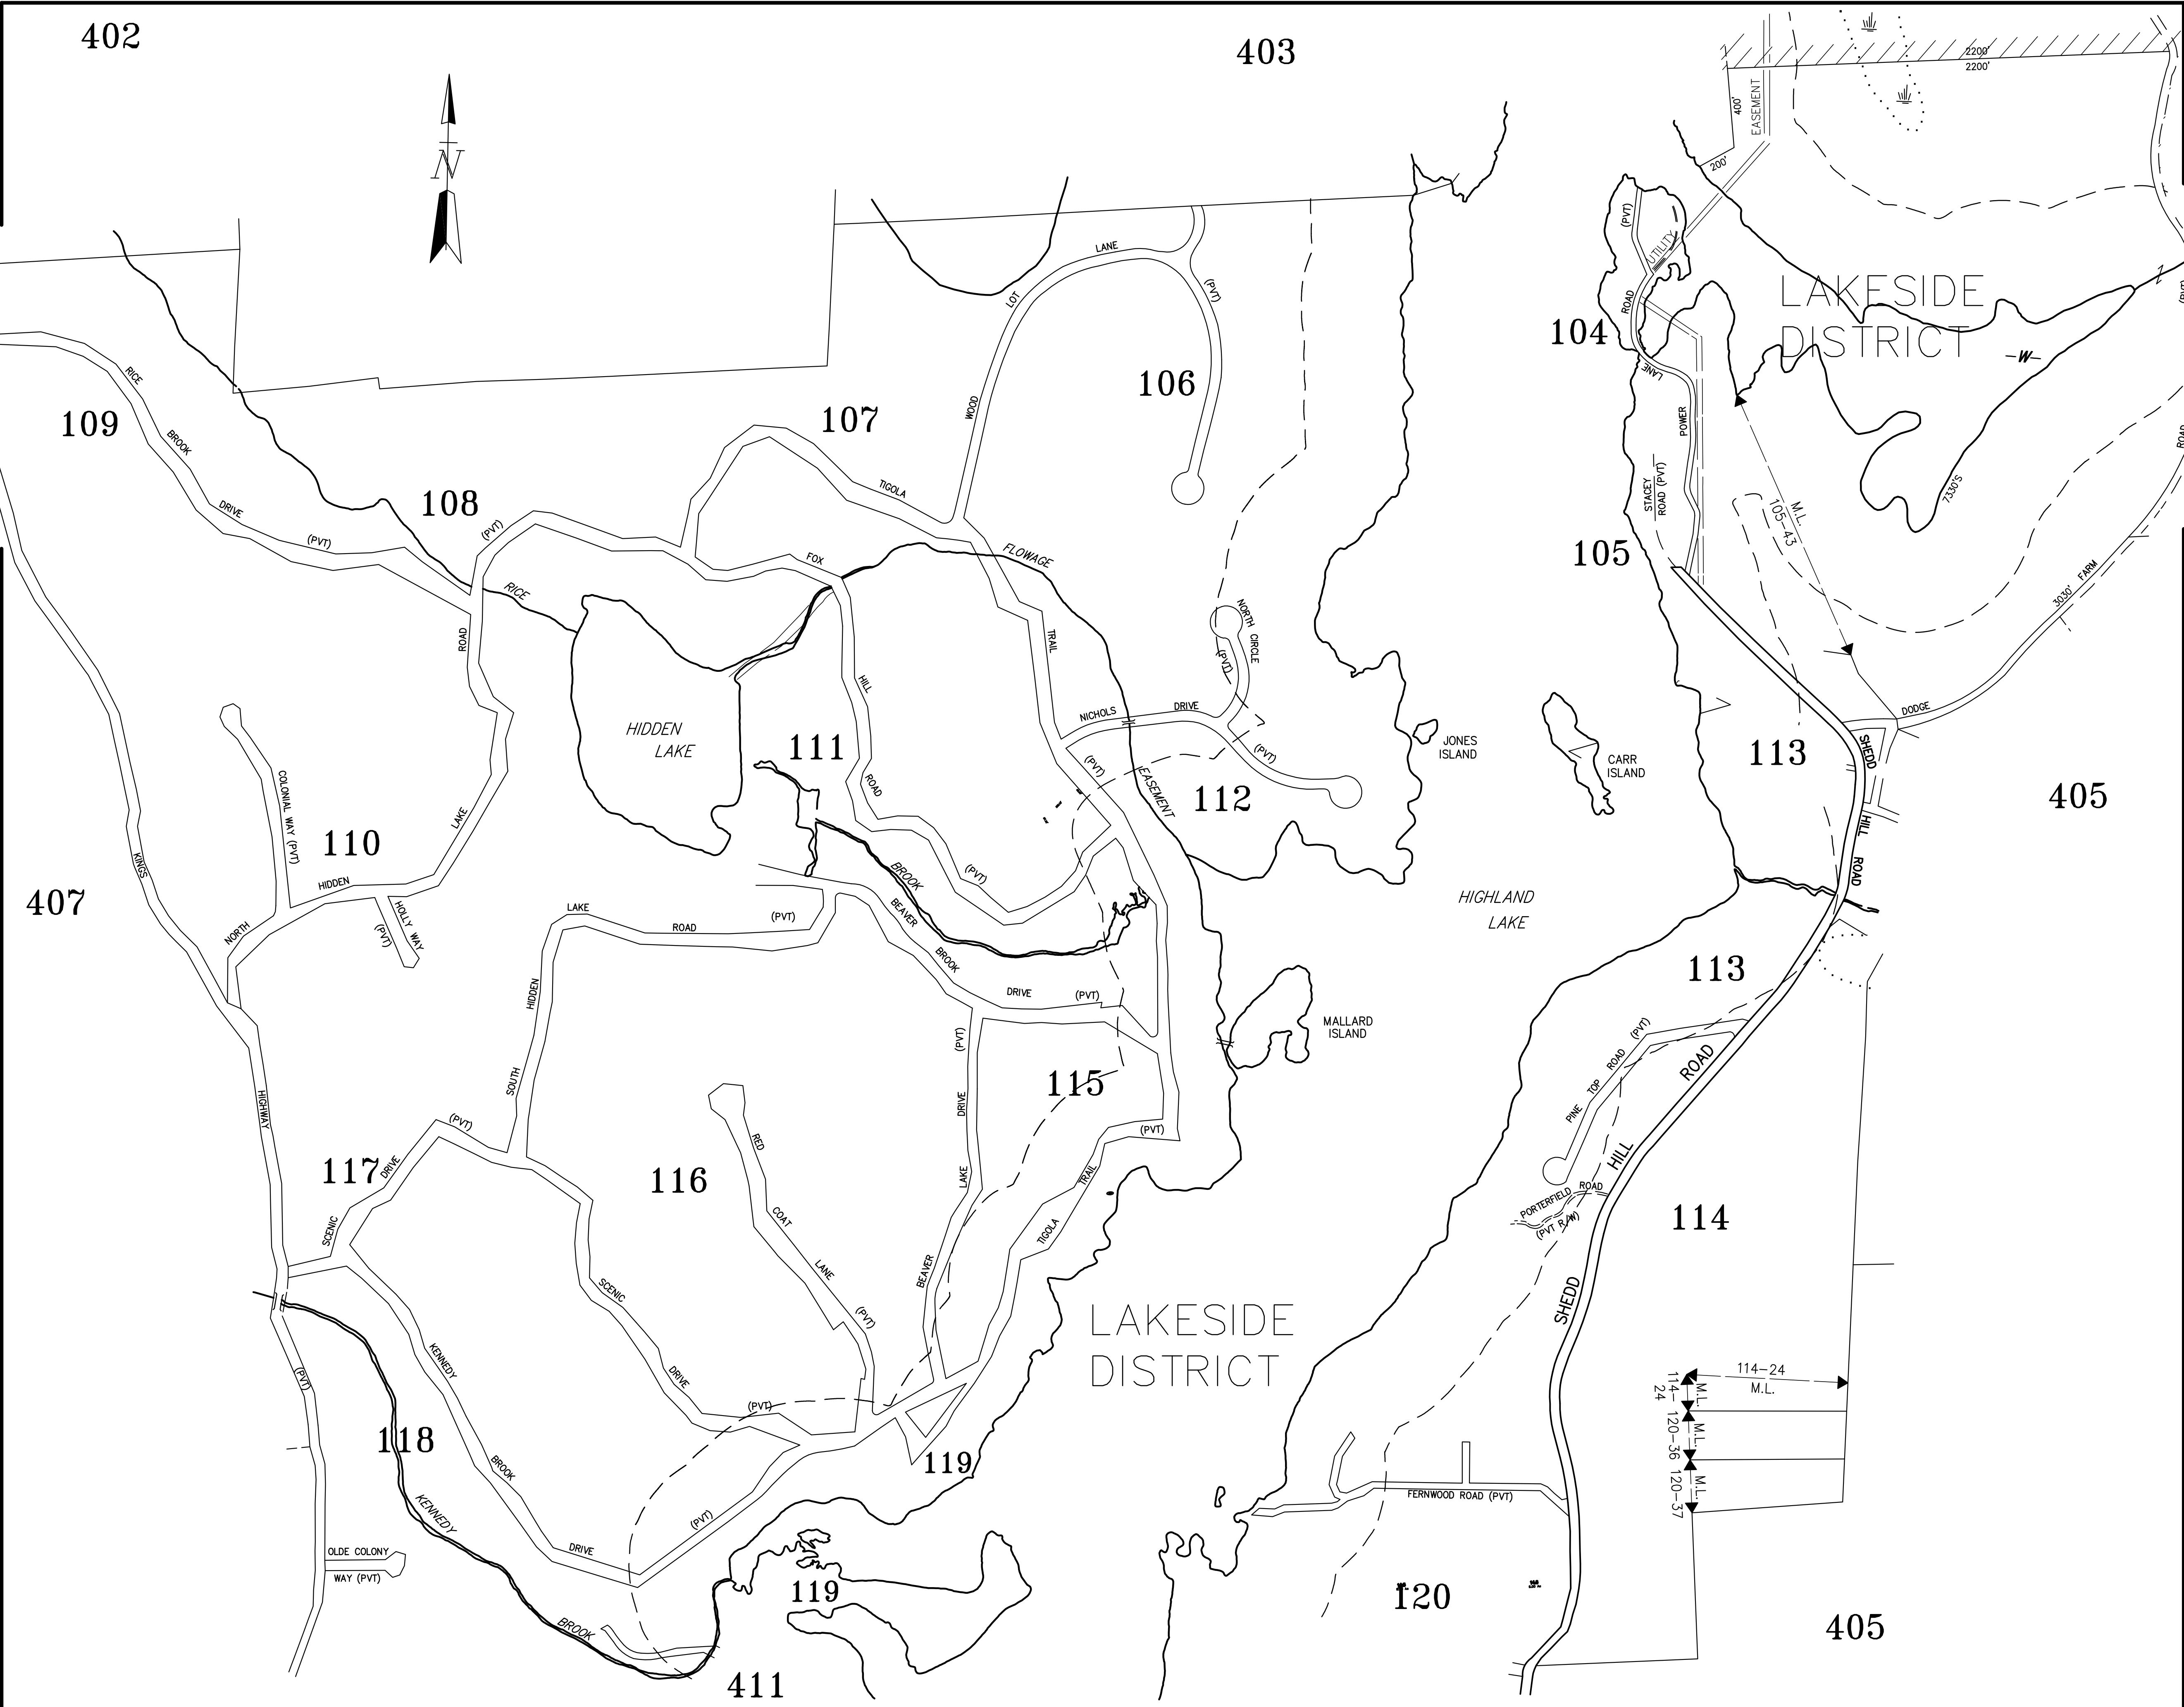 402
403
N
2200'
2200'
400'
EASEMENT
200'
(PVT)
UTILITY
ROAD
LANE
POWER
104
LAKESIDE
DISTRICT
-W-
Z
STACEY
ROAD (PVT)
105
M.L.
105-43
7330'S
ROAD
FARM
3030'
DODGE
LANE
LOT
WOOD
(PVT)
106
107
TIGOLA
TRAIL
(PVT)
FLOWAGE
EASEMENT
109
RICE
BROOK
DRIVE
(PVT)
108
(PVT)
ROAD
LAKE
HIDDEN
NORTH
RICE
FOX
HILL
ROAD
(PVT)
HIDDEN
LAKE
111
NORTH CIRCLE
(PVT)
NICHOLS
DRIVE
(PVT)
112
JONES
ISLAND
CARR
ISLAND
113
SHEDD
HILL
ROAD
405
COLONIAL WAY (PVT)
110
KINGS
HIGHWAY
(PVT)
407
HOLLY WAY
(PVT)
BROOK
BEAVER
BROOK
DRIVE
(PVT)
LAKE
ROAD
(PVT)
HIDDEN
SOUTH
HIGHLAND
LAKE
113
MALLARD
ISLAND
(PVT)
DRIVE
LAKE
BEAVER
115
(PVT)
TRAIL
TIGOLA
PINE TOP ROAD (PVT)
PORTERFIELD ROAD
(PVT R/W)
ROAD
HILL
SHEDD
114
117
(PVT)
DRIVE
SCENIC
116
RED
COAT
LANE
(PVT)
SCENIC
DRIVE
(PVT)
LAKESIDE
DISTRICT
114-24
M.L.
M.L.
114-
24
M.L.
120-36
M.L.
120-37
KENNEDY
BROOK
DRIVE
(PVT)
118
KENNEDY
BROOK
119
119
FERNWOOD ROAD (PVT)
OLDE COLONY
WAY (PVT)
120
405
411